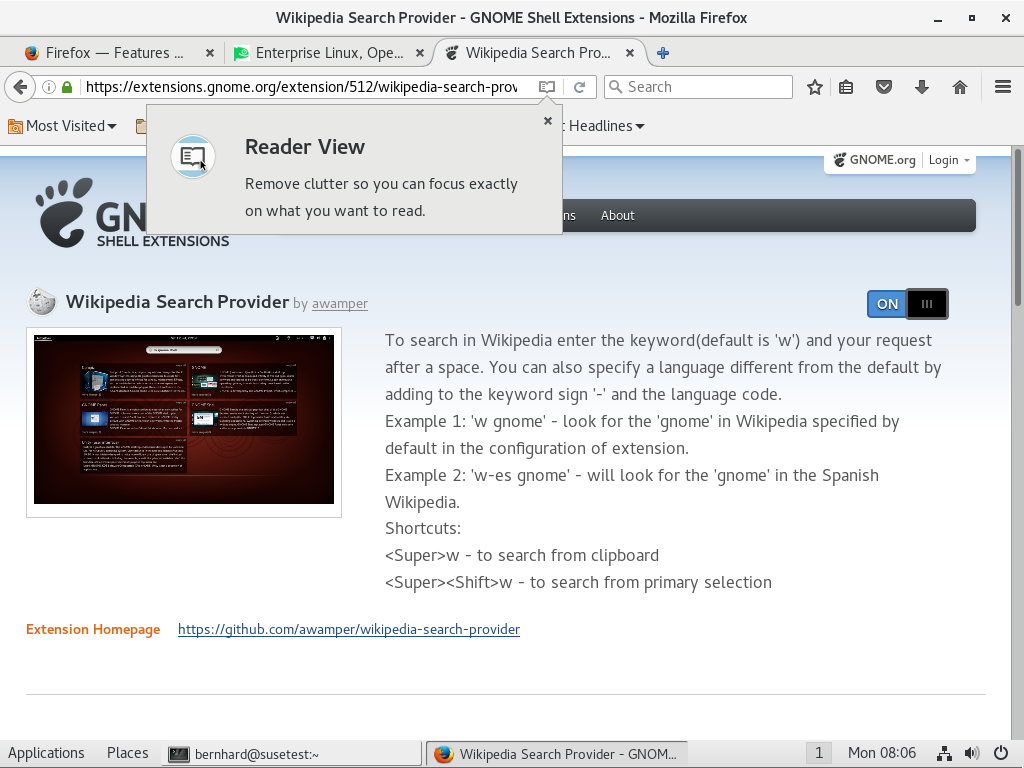 Wikipedia Search Provider - GNOME Shell Extensions - Mozilla Firefox
Firefox — Features ...
Enterprise Linux, Ope...
Wikipedia Search Pro...
https://extensions.gnome.org/extension/512/wikipedia-search-prov
Search
Most Visited
Headlines
Reader View
Remove clutter so you can focus exactly
on what you want to read.
GNOME.org
Login
About
SHELL EXTENSIONS
Wikipedia Search Provider by awamper
ON
To search in Wikipedia enter the keyword(default is 'w') and your request
after a space. You can also specify a language different from the default by
adding to the keyword sign '-' and the language code.
Example 1: 'w gnome' - look for the 'gnome' in Wikipedia specified by
default in the configuration of extension.
Example 2: 'w-es gnome' - will look for the 'gnome' in the Spanish
Wikipedia.
Shortcuts:
<Super>w - to search from clipboard
<Super><Shift>w - to search from primary selection
Extension Homepage https://github.com/awamper/wikipedia-search-provider
Applications
Places
bernhard@susetest:~
Wikipedia Search Provider - GNOM...
1
Mon 08:06